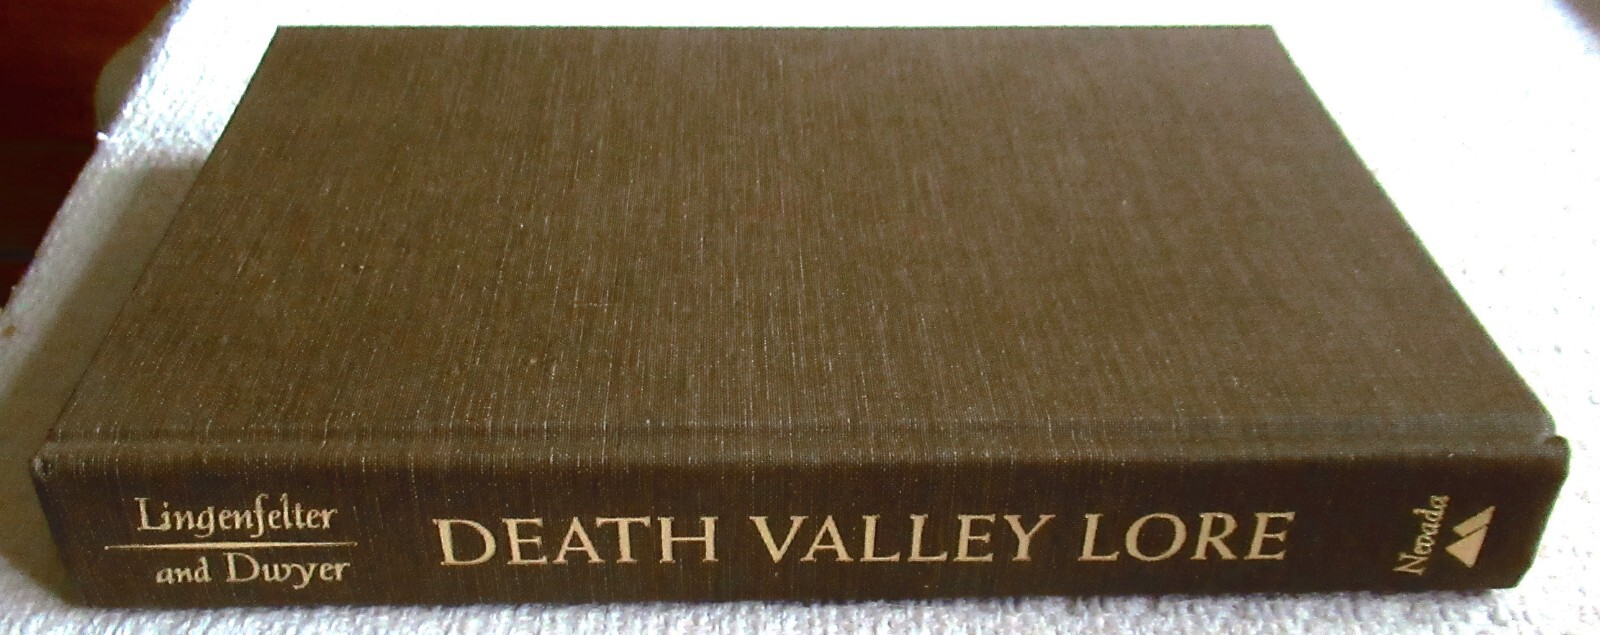 Lingenfelter
and Dwyer
DEATH VALLEY LORE
Nevada